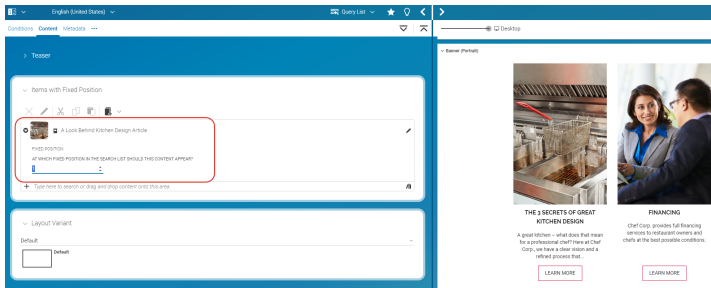 English (United States)
Query List
Conditions Content Metadata
Desktop
Teaser
Banner (Portrait)
Items with Fixed Position
A Look Behind Kitchen Design Article
FIXED POSITION
AT WHICH FIXED POSITION IN THE SEARCH LIST SHOULD THIS CONTENT APPEAR?
Type here to search or drag and drop content onto this area.
Layout Variant
Default
Default
THE 3 SECRETS OF GREAT
KITCHEN DESIGN
A great kitchen – what does that mean
for a professional chef? Here at Chef
Corp., we have a clear vision and a
refined process that...
LEARN MORE
FINANCING
Chef Corp. provides full financing
services to restaurant owners and
chefs at the best possible conditions.
LEARN MORE